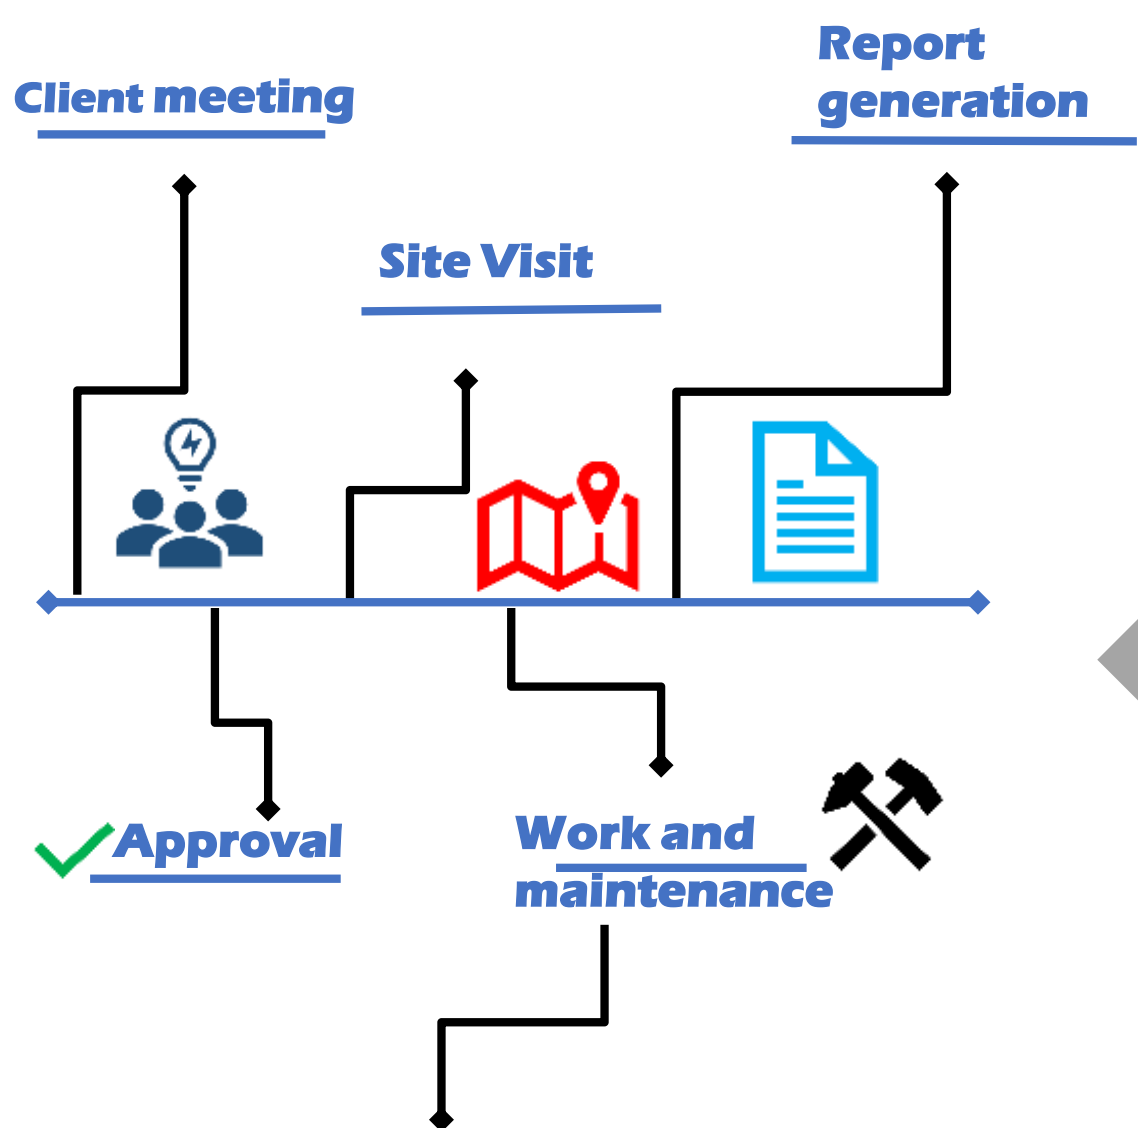 Client meeting
Report
generation
Site Visit
Approval
Work and
maintenance